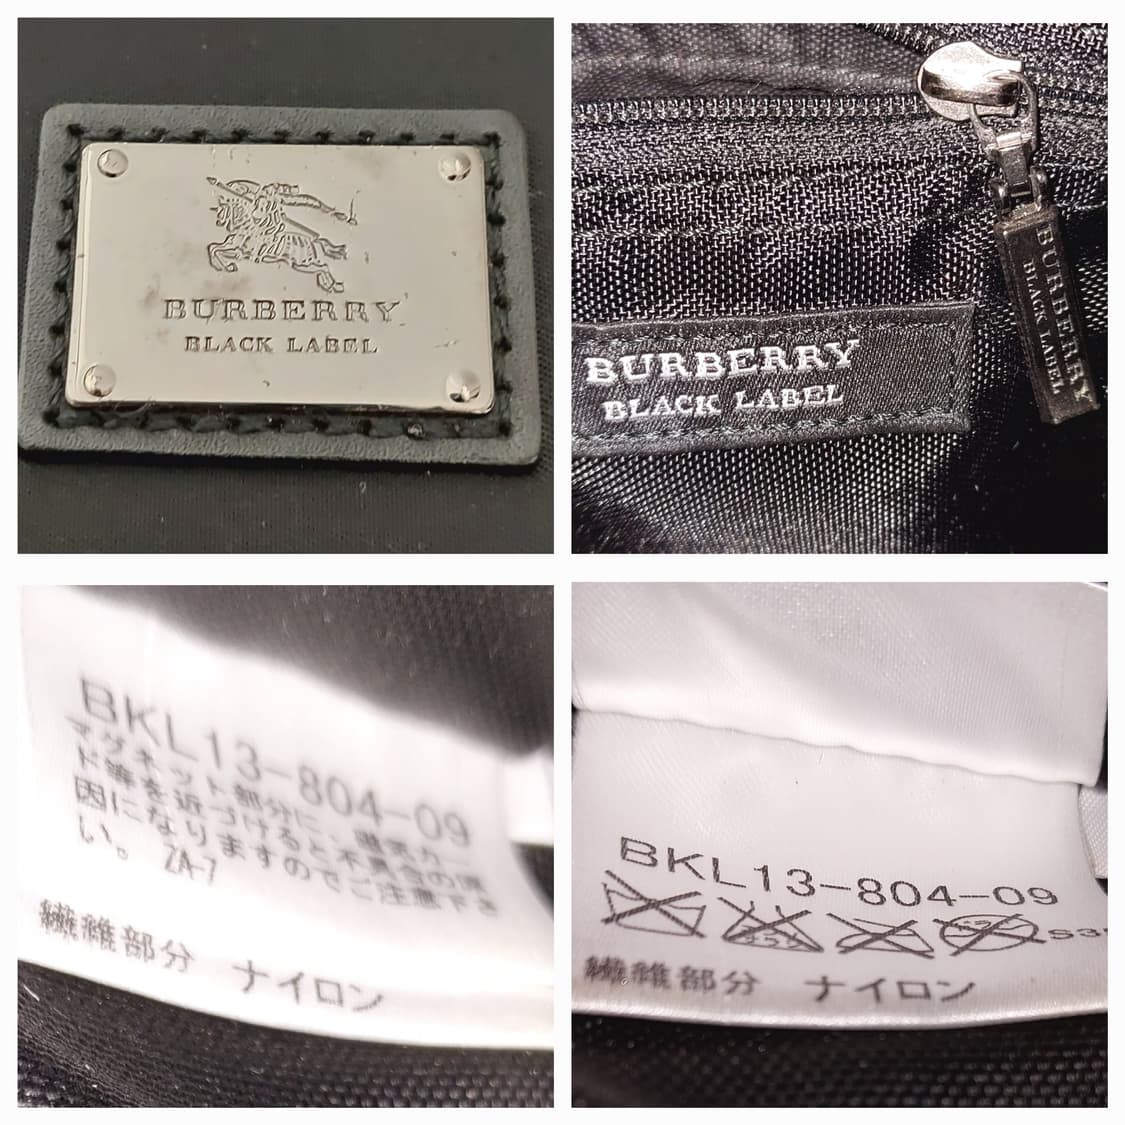 BURBERRY
BLACK LABEL
BURBERRY
BLACK LABEL
BURBERRY
BLACK LABEL
BKL13-804-09
マグネット部分に、磁気カー
ド等を近づけると不具合の原
因になりますのでご注意下さ
い。 ZA-7
繊維部分 ナイロン
BKL13-804-09
繊維部分 ナイロン